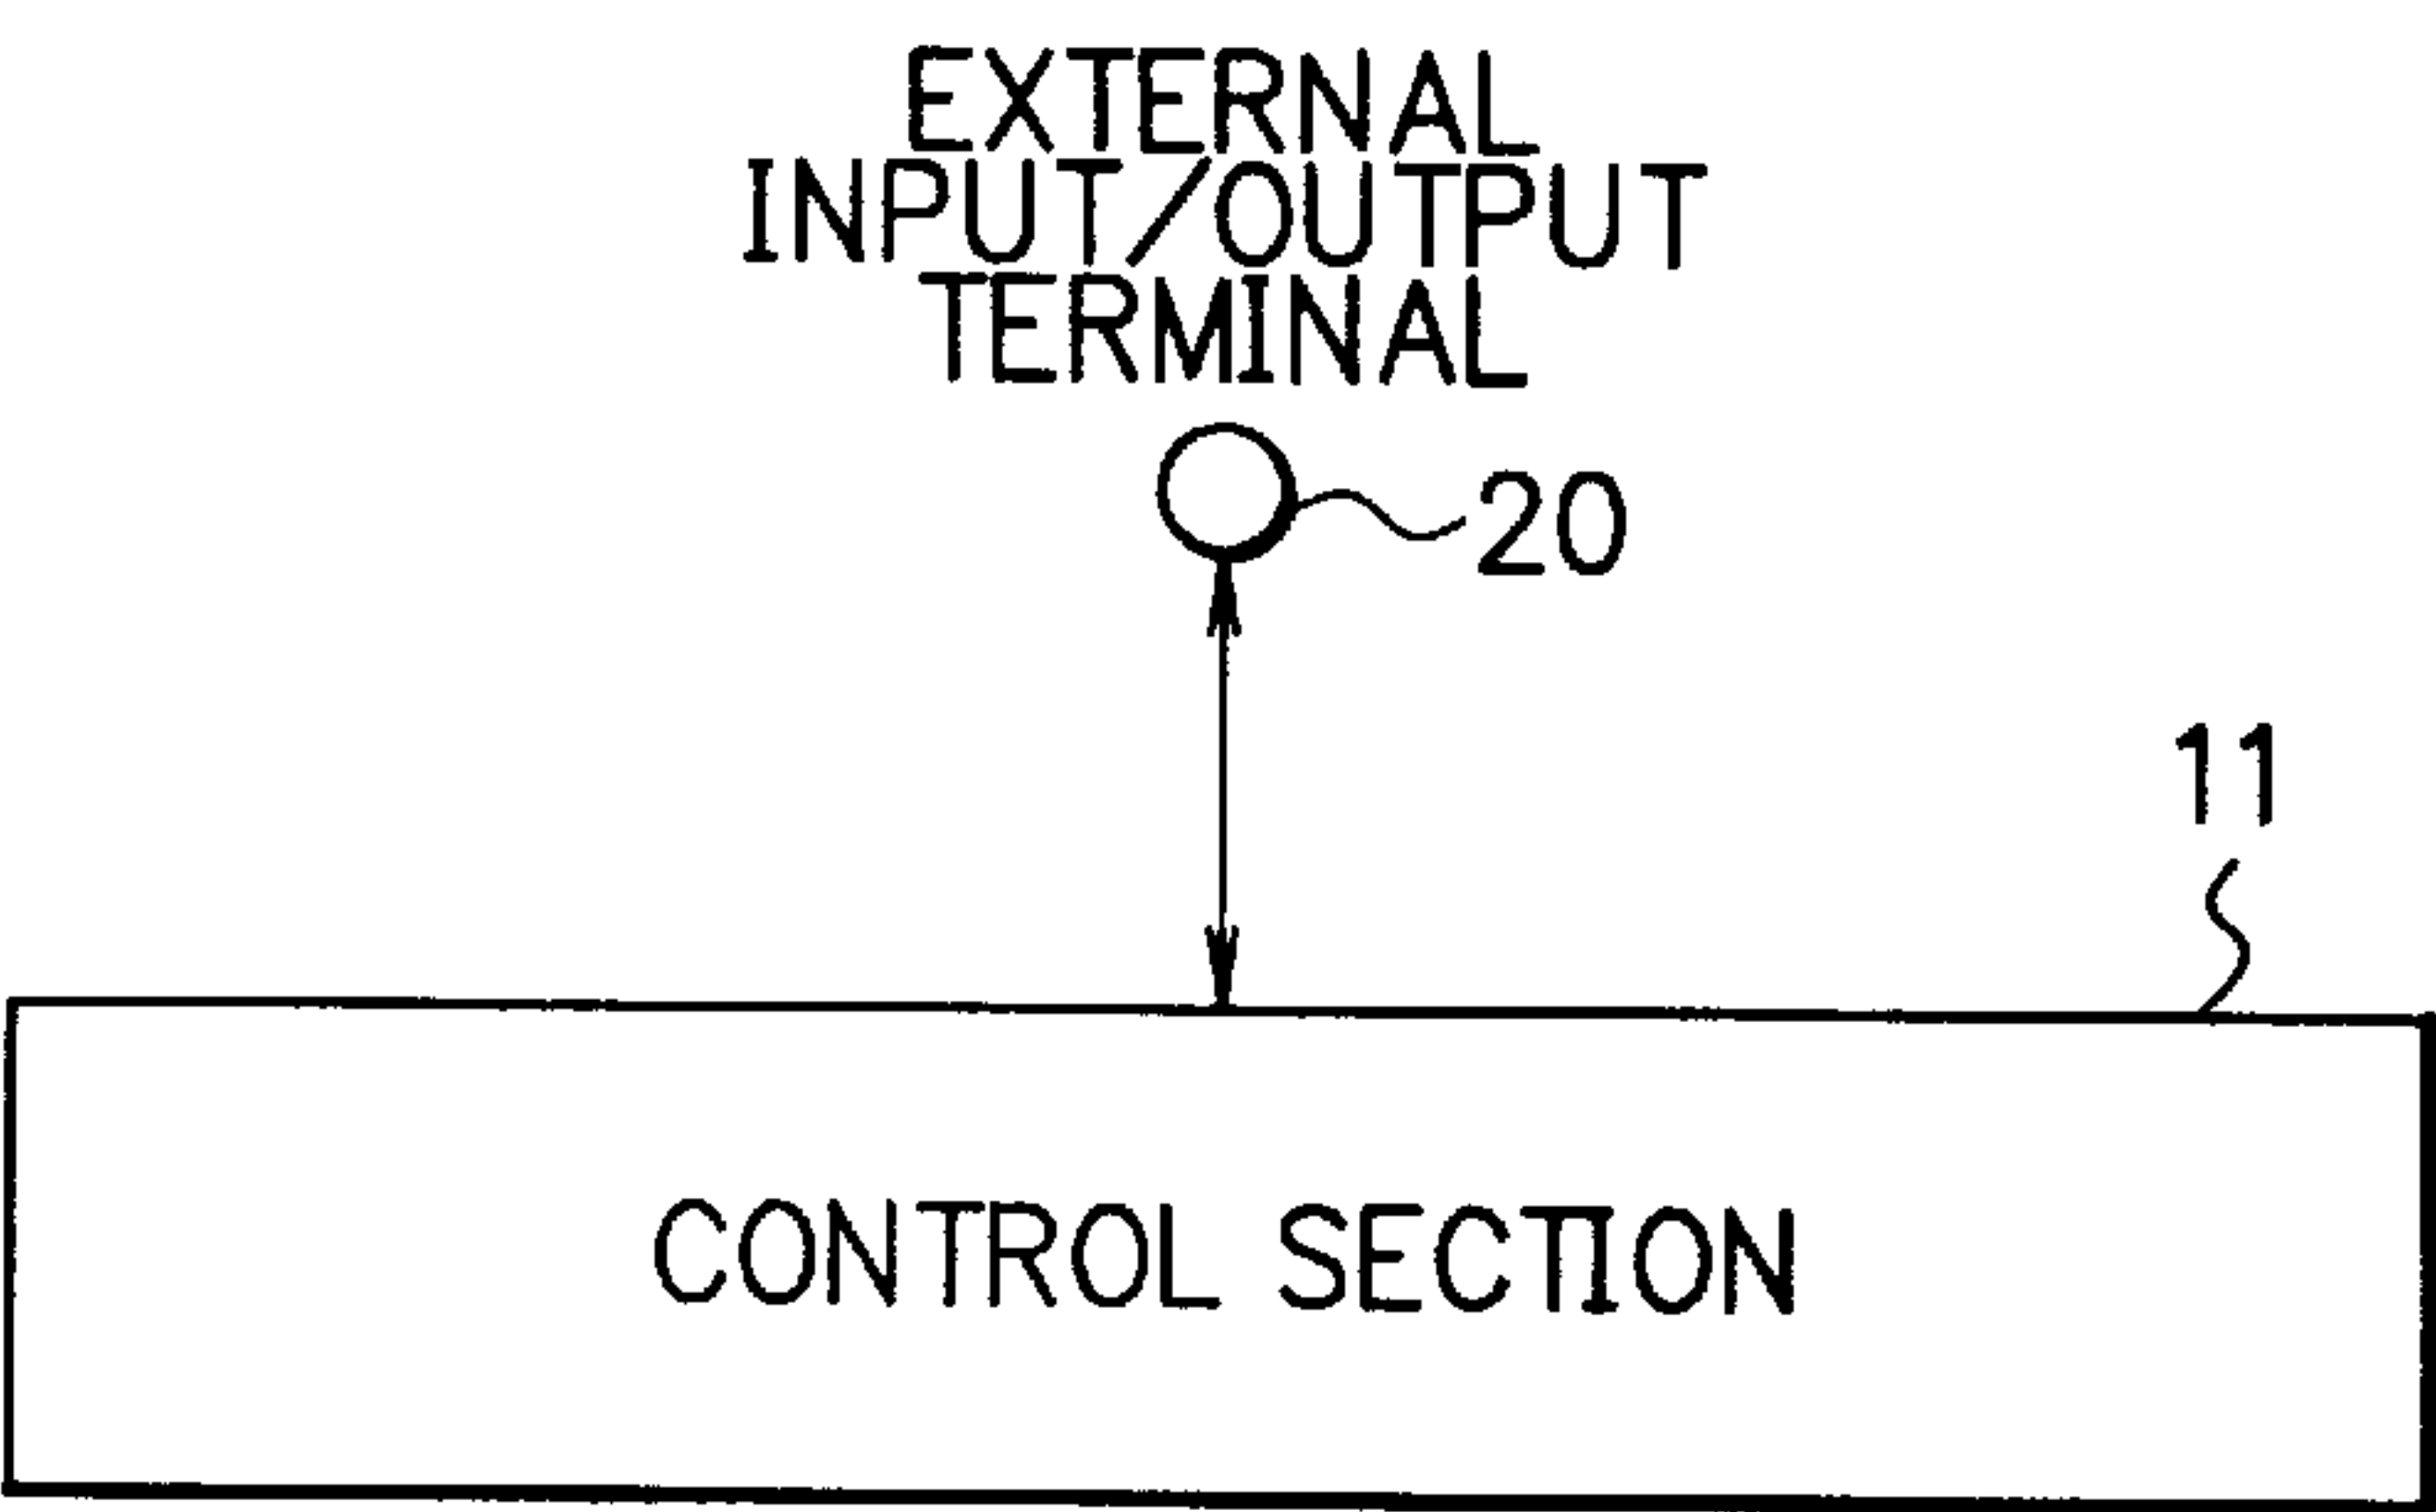 EXTERNAL
INPUT/OUTPUT
TERMINAL
20
11
CONTROL SECTION